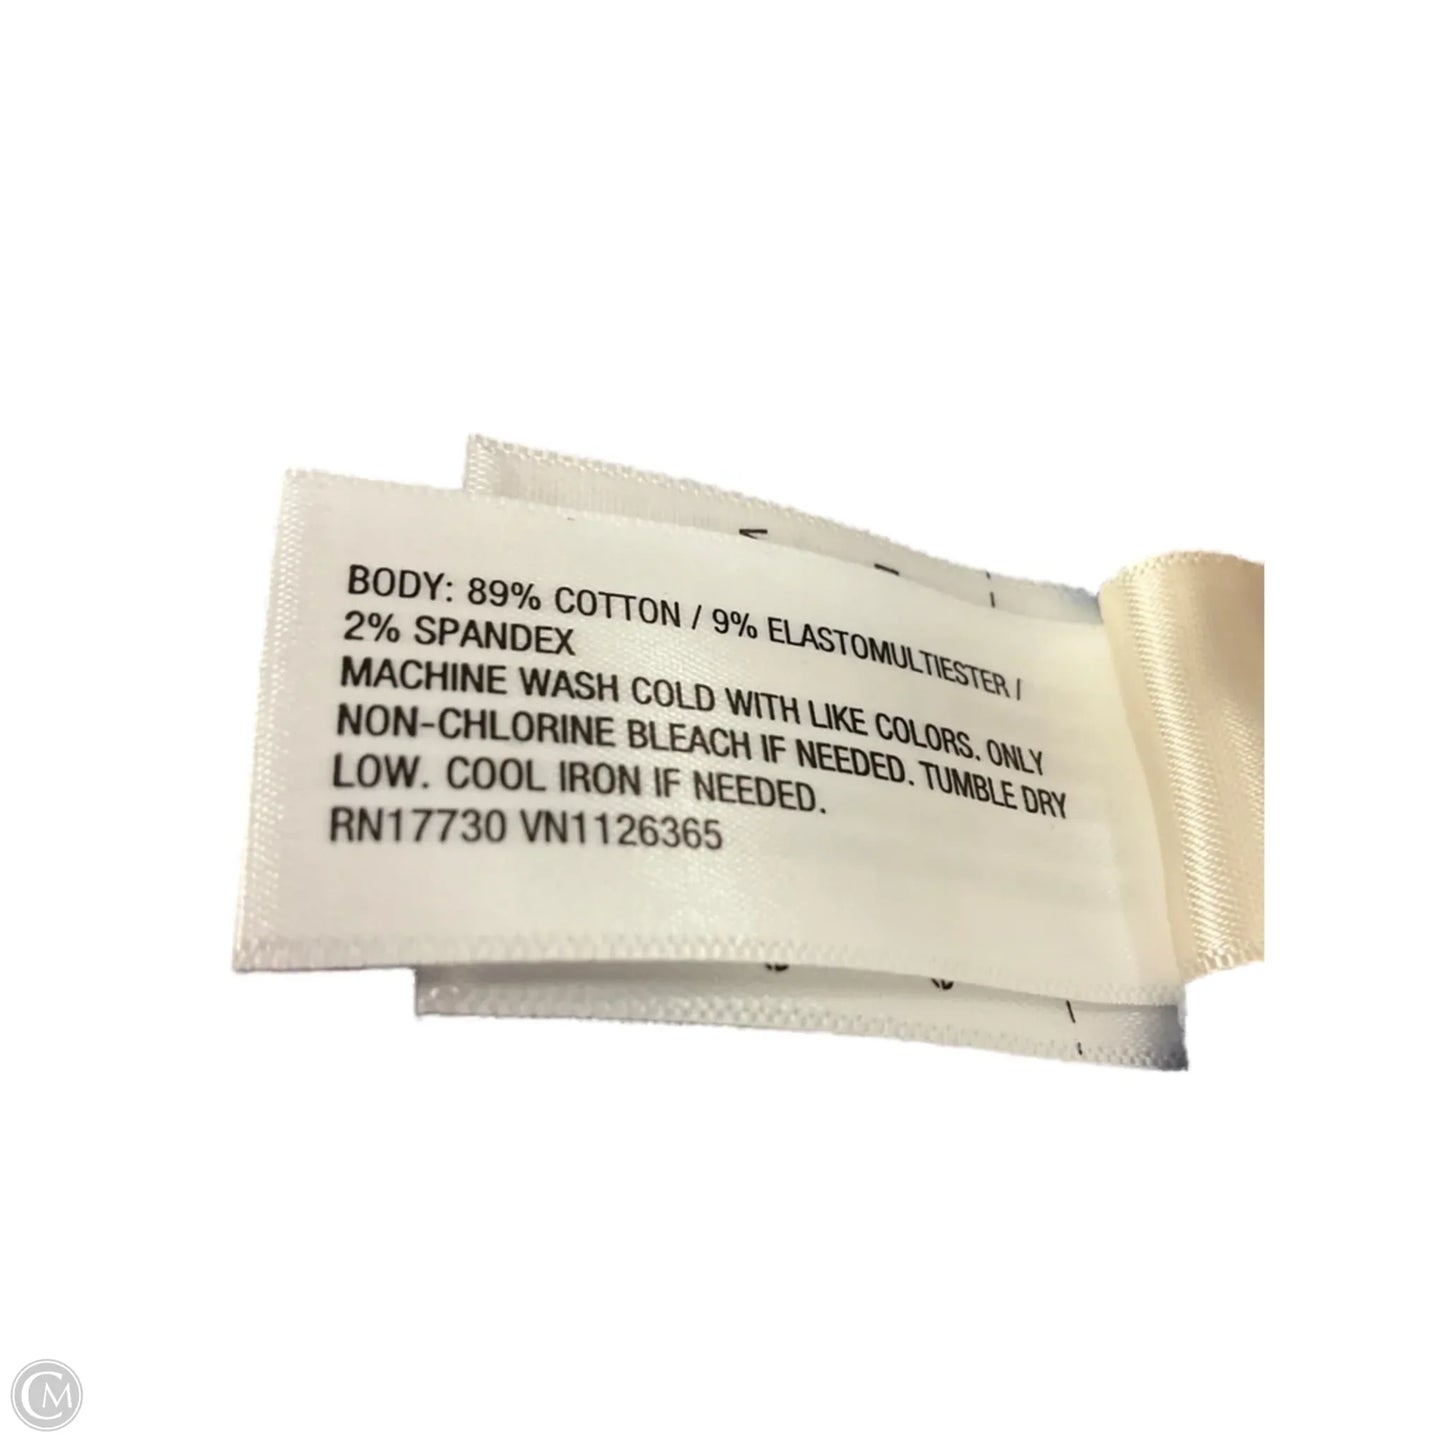 BODY: 89% COTTON / 9% ELASTOMULTIESTER /
2% SPANDEX
MACHINE WASH COLD WITH LIKE COLORS. ONLY
NON-CHLORINE BLEACH IF NEEDED. TUMBLE DRY
LOW. COOL IRON IF NEEDED.
RN17730 VN1126365
CM